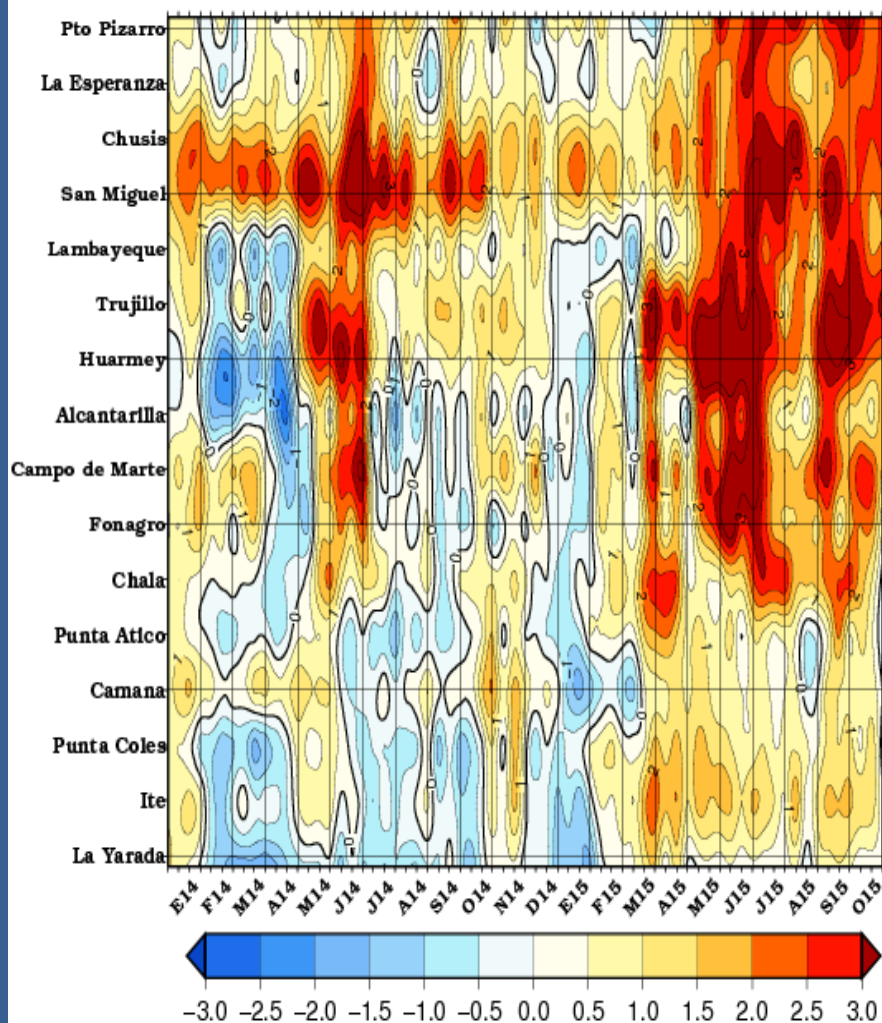 Pto Pizarro
La Esperanza
Chusis
San Miguel
Lambayeque
Trujillo
Huarmey
Alcantarilla
Campo de Marte
Fonagro
Chala
Punta Atico
Camana
Punta Coles
Ite
La Yarada
E14 F14 M14 A14 M14 J14 J14 A14 S14 O14 N14 D14 E15 F15 M15 A15 M15 J15 J15 A15 S15 O15
−3.0 −2.5 −2.0 −1.5 −1.0 −0.5 0.0 0.5 1.0 1.5 2.0 2.5 3.0